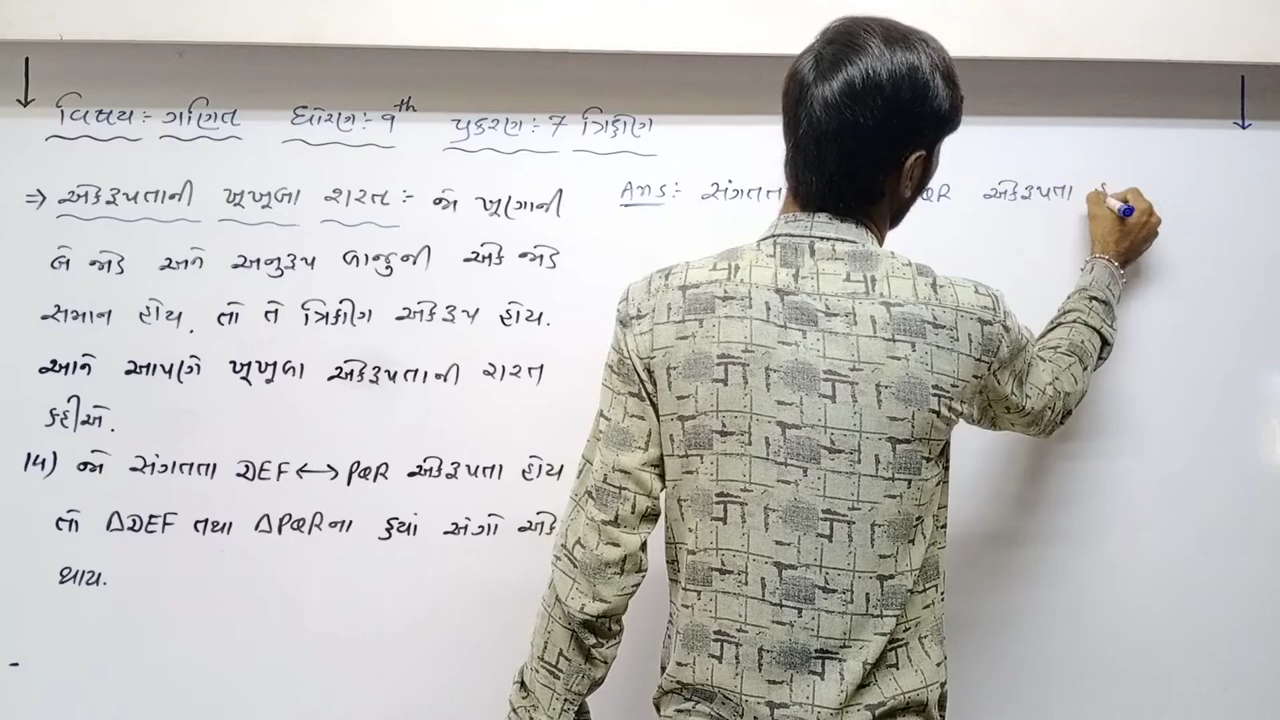 વિષય:- ગણિત ધોરણ:- ૧th પ્રકરણ:- 7 ત્રિકોણ
⇒ એકરૂપતાની ખૂખૂબા શરત :- જો ખૂણાની
બે જોડ અને અનુરૂપ બાજુની એક જોડ
સમાન હોય, તો તે ત્રિકોણ એકરૂપ હોય.
આને આપણે ખૂખૂબા એકરૂપતાની શરત
કહીએ.
14) જો સંગતતા DEF ↔ PQR એકરૂપતા હોય
તો ΔDEF તથા ΔPQRના કયાં અંગો એક
થાય.
Ans:- સંગતતા QR એકરૂપતા